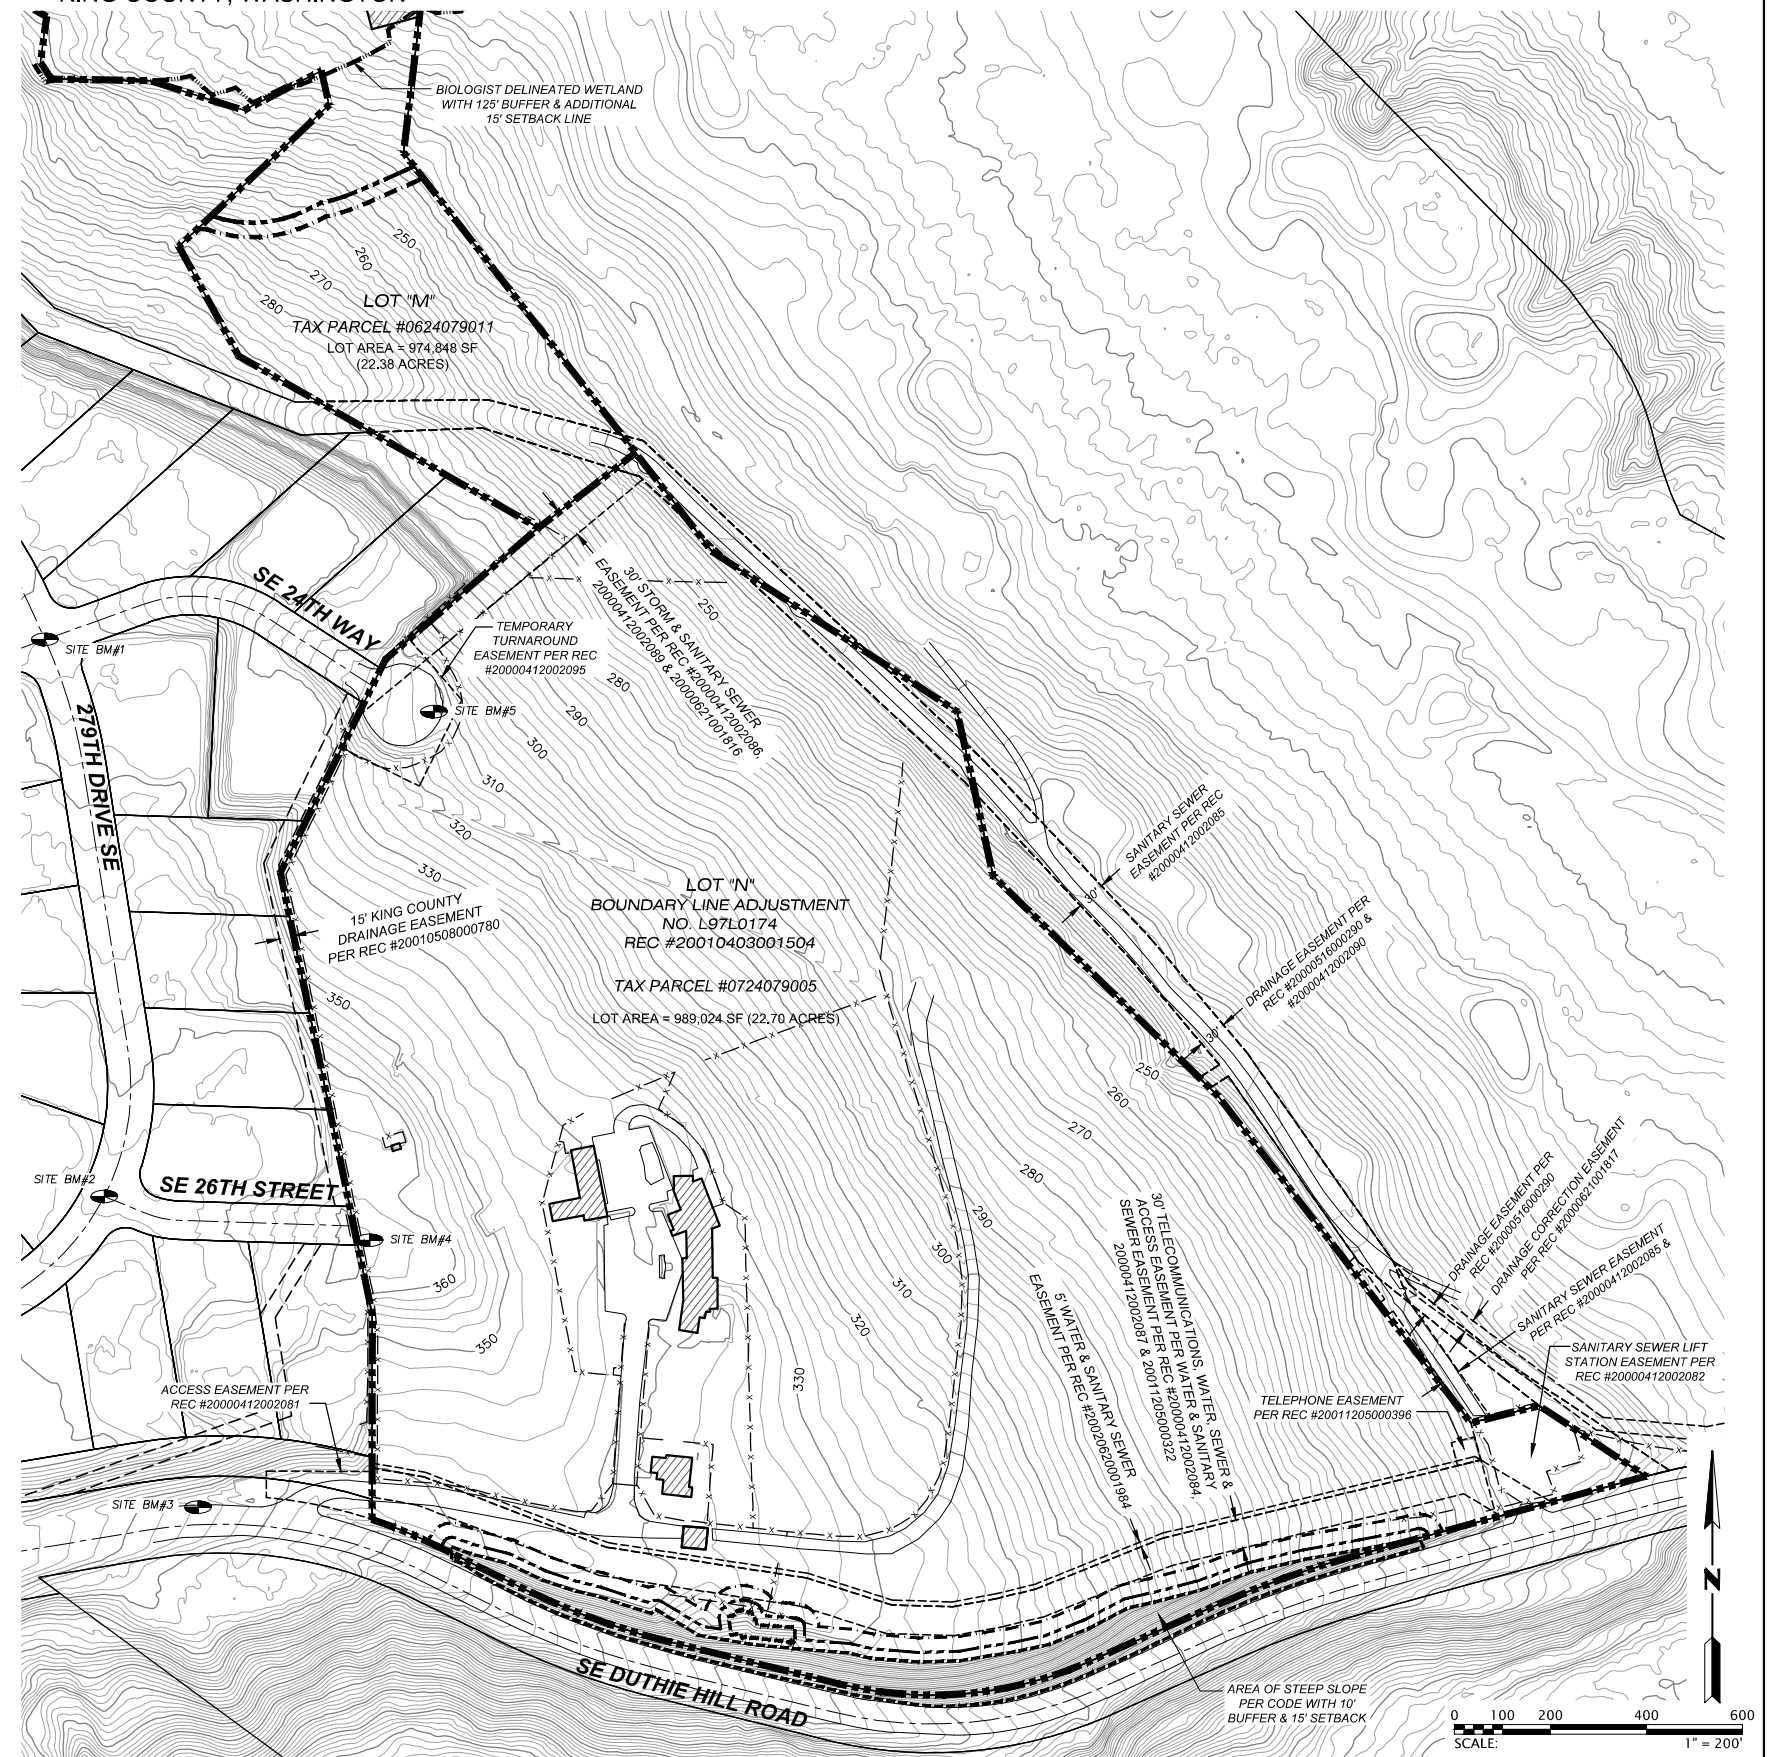 KING COUNTY, WASHINGTON
BIOLOGIST DELINEATED WETLAND
WITH 125' BUFFER & ADDITIONAL
15' SETBACK LINE
250
260
270
280
LOT "M"
TAX PARCEL #0624079011
LOT AREA = 974,848 SF
(22.38 ACRES)
SE 24TH WAY
30' STORM & SANITARY SEWER
EASEMENT PER REC #20000412002086,
20000412002089 & 20000621001816
250
TEMPORARY
TURNAROUND
EASEMENT PER REC
#20000412002095
SITE BM#1
SITE BM#5
279TH DRIVE SE
280
290
300
310
320
330
SANITARY SEWER
EASEMENT PER REC
#20000412002085
30'
LOT "N"
BOUNDARY LINE ADJUSTMENT
NO. L97L0174
REC #20010403001504
TAX PARCEL #0724079005
LOT AREA = 989,024 SF (22.70 ACRES)
15' KING COUNTY
DRAINAGE EASEMENT
PER REC #20010508000780
DRAINAGE EASEMENT PER
REC #20000516000290 &
#20000412002090
30'
350
250
260
270
280
290
300
310
320
330
SITE BM#2
SE 26TH STREET
SITE BM#4
360
350
DRAINAGE EASEMENT PER
REC #20000516000290
DRAINAGE CORRECTION EASEMENT
PER REC #20000621001817
SANITARY SEWER EASEMENT
PER REC #20000412002085 &
30' TELECOMMUNICATIONS, WATER, SEWER &
ACCESS EASEMENT PER WATER & SANITARY
SEWER EASEMENT PER REC #20000412002084,
20000412002087 & 20011205000322
5' WATER & SANITARY SEWER
EASEMENT PER REC #20020620001984
SANITARY SEWER LIFT
STATION EASEMENT PER
REC #20000412002082
TELEPHONE EASEMENT
PER REC #20011205000396
ACCESS EASEMENT PER
REC #20000412002081
SITE BM#3
SE DUTHIE HILL ROAD
AREA OF STEEP SLOPE
PER CODE WITH 10'
BUFFER & 15' SETBACK
N
0 100 200 400 600
SCALE: 1" = 200'